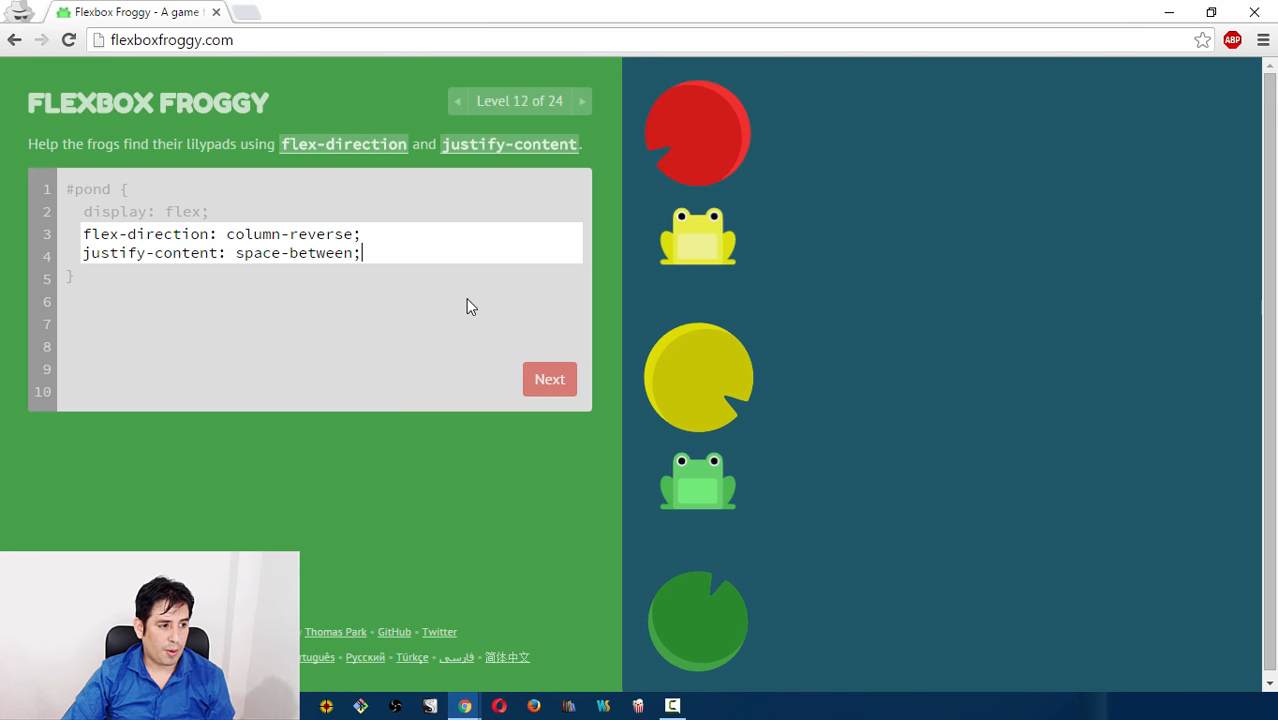 Flexbox Froggy - A game
flexboxfroggy.com
ABP
FLEXBOX FROGGY
Level 12 of 24
Help the frogs find their lilypads using flex-direction and justify-content.
1 #pond {
2 display: flex;
3 flex-direction: column-reverse;
4 justify-content: space-between;
5 }
6
7
8
9
10
Next
Thomas Park • GitHub • Twitter
Русский • Türkçe • فارسی • 简体中文